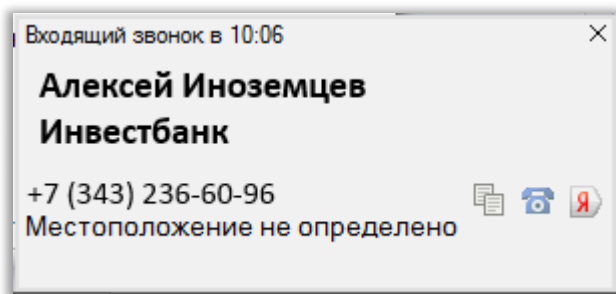 Входящий звонок в 10:06
Алексей Иноземцев
Инвестбанк
+7 (343) 236-60-96
Я
Местоположение не определено